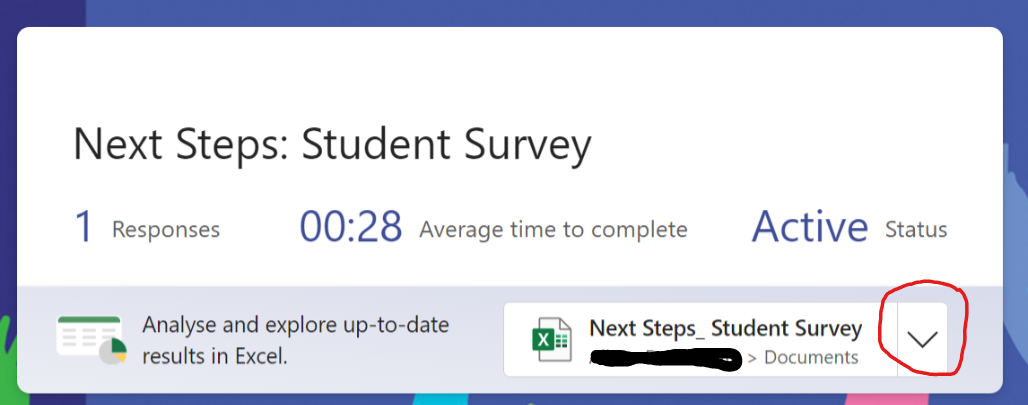 Next Steps: Student Survey
1 Responses 00:28 Average time to complete Active Status
Analyse and explore up-to-date
results in Excel.
Next Steps_ Student Survey
> Documents